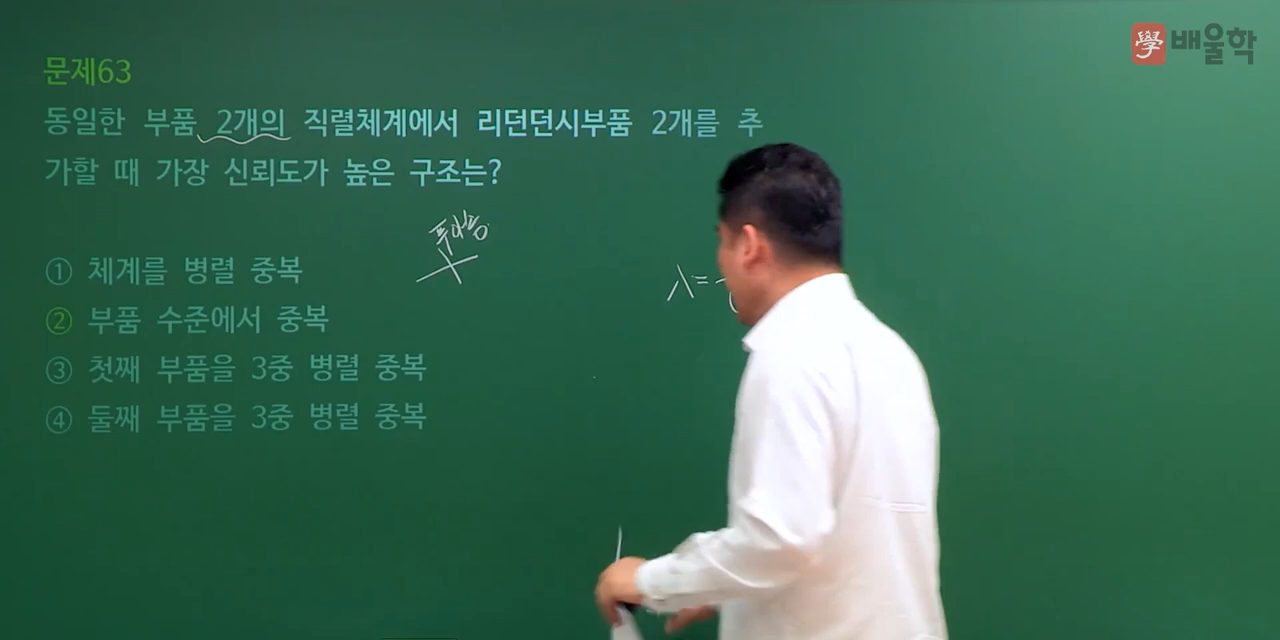 學 배울학
문제63
동일한 부품 2개의 직렬체계에서 리던던시부품 2개를 추
가할 때 가장 신뢰도가 높은 구조는?
① 체계를 병렬 중복
② 부품 수준에서 중복
③ 첫째 부품을 3중 병렬 중복
④ 둘째 부품을 3중 병렬 중복
λ=